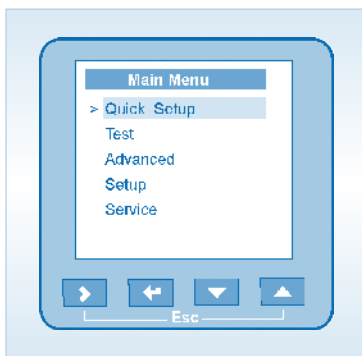 Main Menu
> Quick Setup
Test
Advanced
Setup
Service
Esc